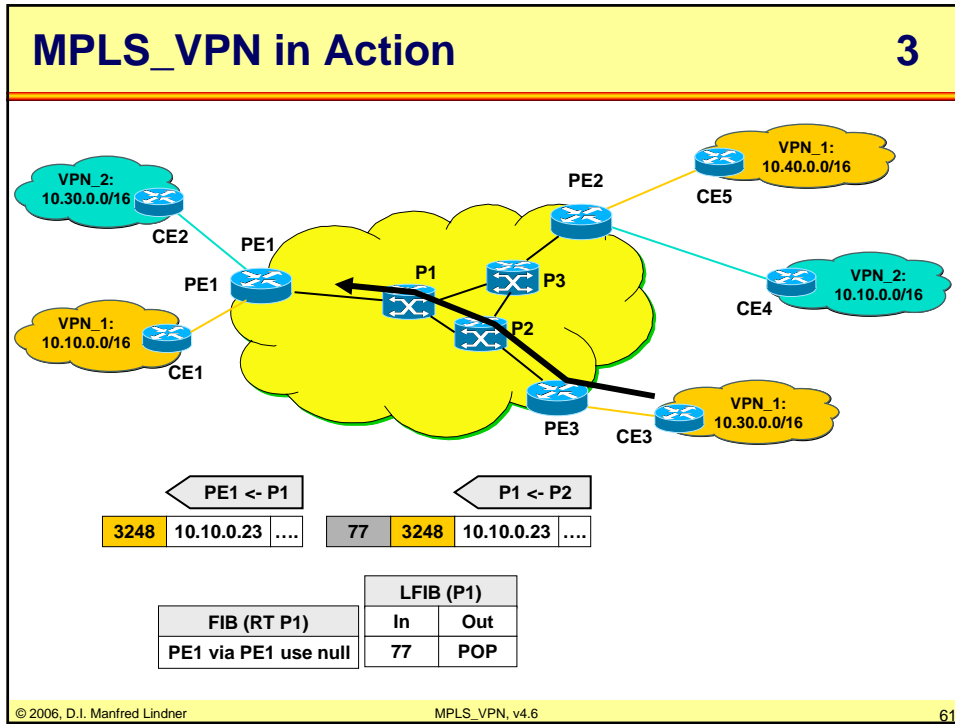 MPLS_VPN in Action 3
VPN_2:
10.30.0.0/16
CE2
PE1
PE1
VPN_1:
10.10.0.0/16
CE1
P1
P2
P3
PE2
PE3
VPN_1:
10.40.0.0/16
CE5
VPN_2:
10.10.0.0/16
CE4
VPN_1:
10.30.0.0/16
CE3
PE1 <- P1
3248 10.10.0.23 ....
P1 <- P2
77 3248 10.10.0.23 ....
LFIB (P1)
FIB (RT P1) In Out
PE1 via PE1 use null 77 POP
© 2006, D.I. Manfred Lindner MPLS_VPN, v4.6 61